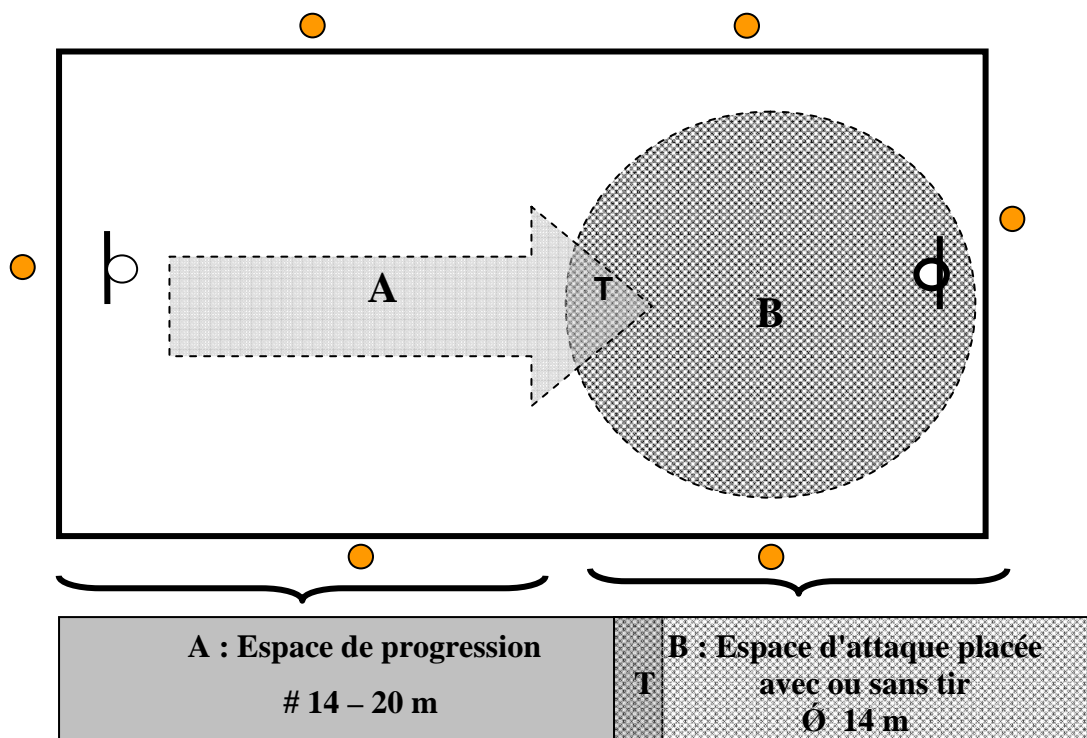 A
T
B
A : Espace de progression
# 14 – 20 m
T
B : Espace d'attaque placée
avec ou sans tir
Ó 14 m